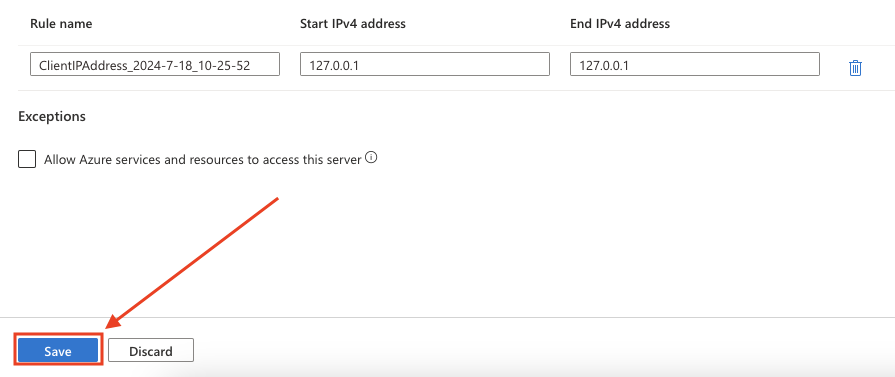 Rule name Start IPv4 address End IPv4 address
ClientIPAddress_2024-7-18_10-25-52 127.0.0.1 127.0.0.1
Exceptions
Allow Azure services and resources to access this server
Save Discard